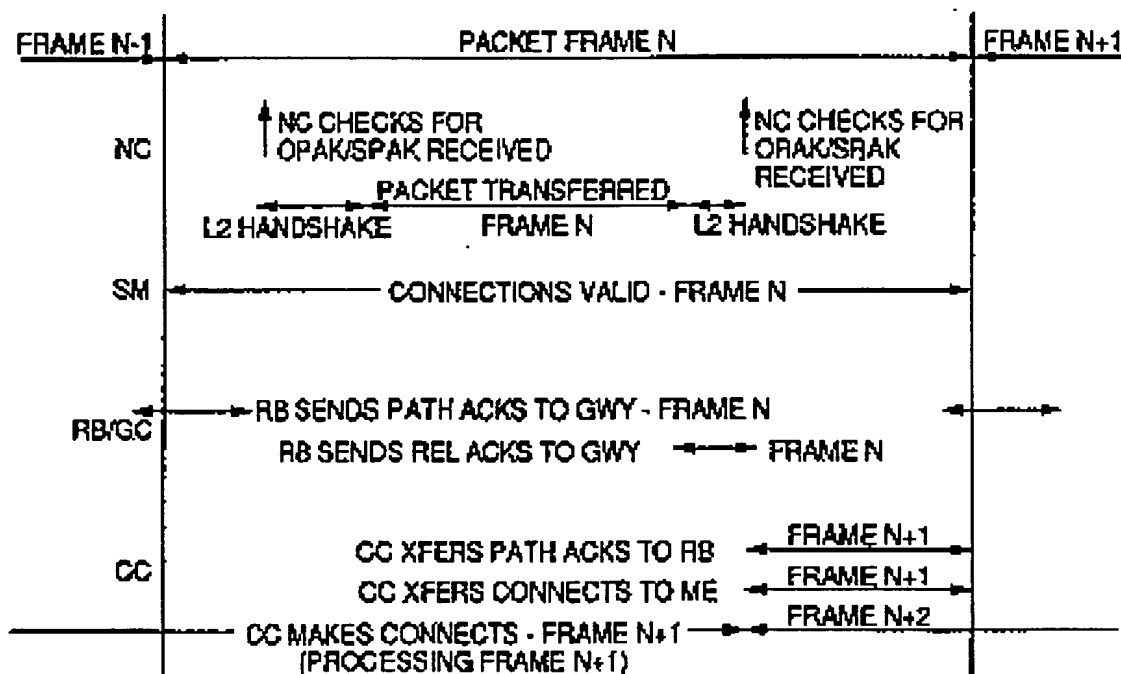 FRAME N-1 PACKET FRAME N FRAME N+1
NC
NC CHECKS FOR
OPAK/SPAK RECEIVED
NC CHECKS FOR
ORAK/SRAK
RECEIVED
PACKET TRANSFERRED
L2 HANDSHAKE FRAME N L2 HANDSHAKE
SM CONNECTIONS VALID - FRAME N
RB/GC
RB SENDS PATH ACKS TO GWY - FRAME N
RB SENDS REL ACKS TO GWY FRAME N
CC
CC XFERS PATH ACKS TO RB FRAME N+1
CC XFERS CONNECTS TO ME FRAME N+1
CC MAKES CONNECTS - FRAME N+1 FRAME N+2
(PROCESSING FRAME N+1)